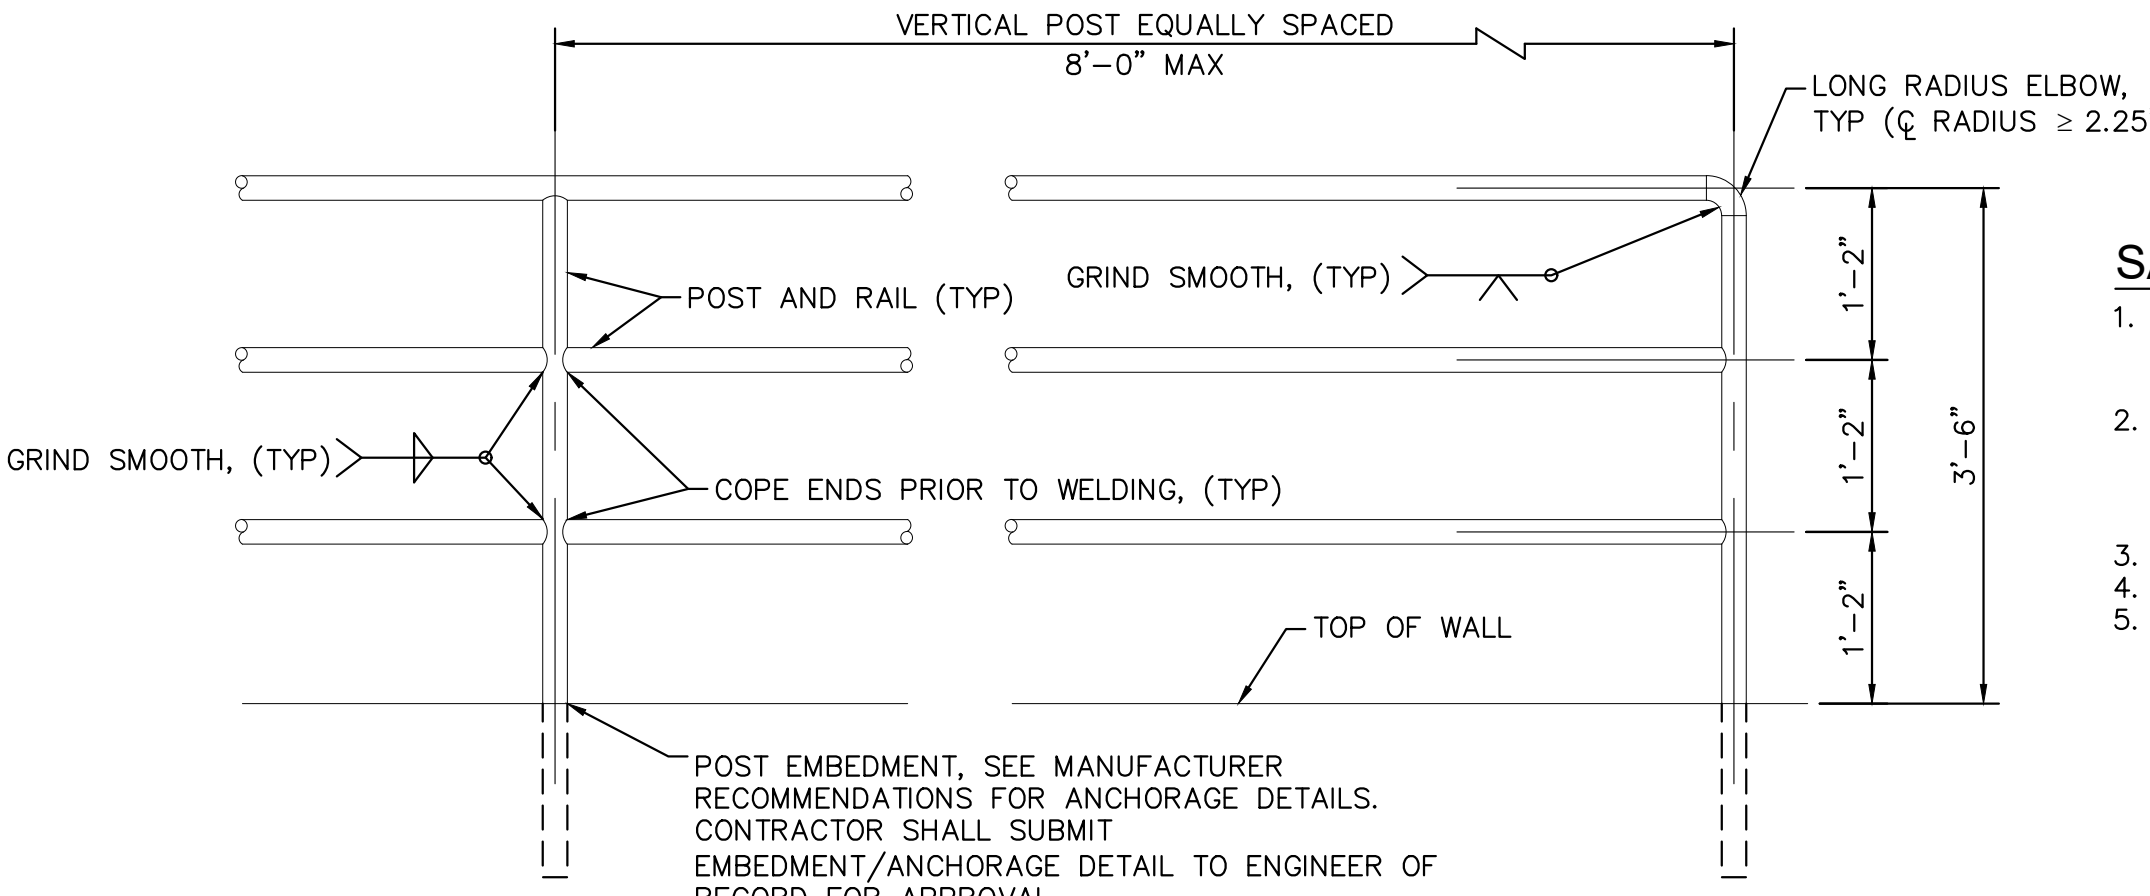 VERTICAL POST EQUALLY SPACED
8'-0" MAX
LONG RADIUS ELBOW,
TYP (℄ RADIUS ≥ 2.25
GRIND SMOOTH, (TYP)
POST AND RAIL (TYP)
1'-2"
1.
GRIND SMOOTH, (TYP)
COPE ENDS PRIOR TO WELDING, (TYP)
1'-2"
3'-6"
2.
3.
4.
5.
TOP OF WALL
1'-2"
POST EMBEDMENT, SEE MANUFACTURER
RECOMMENDATIONS FOR ANCHORAGE DETAILS.
CONTRACTOR SHALL SUBMIT
EMBEDMENT/ANCHORAGE DETAIL TO ENGINEER OF
RECORD FOR APPROVAL